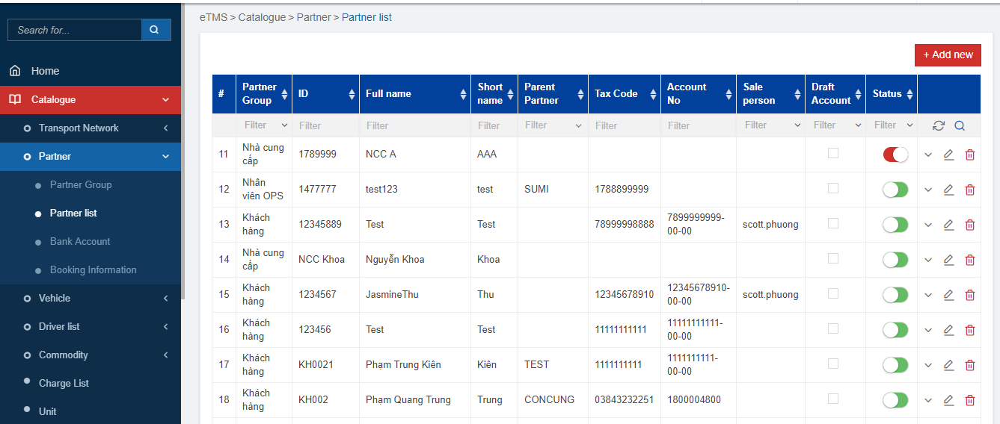 eTMS > Catalogue > Partner > Partner list
Search for...
Home
Catalogue
Transport Network
Partner
Partner Group
Partner list
Bank Account
Booking Information
Vehicle
Driver list
Commodity
Charge List
Unit
+ Add new
# Partner Group ID Full name Short name Parent Partner Tax Code Account No Sale person Draft Account Status
Filter Filter Filter Filter Filter Filter Filter Filter Filter Filter
11 Nhà cung cấp 1789999 NCC A AAA
12 Nhân viên OPS 1477777 test123 test SUMI 1788899999
13 Khách hàng 12345889 Test Test 78999998888 7899999999-00-00 scott.phuong
14 Nhà cung cấp NCC Khoa Nguyễn Khoa Khoa
15 Khách hàng 1234567 JasmineThu Thu 12345678910 12345678910-00-00 scott.phuong
16 Khách hàng 123456 Test Test 11111111111 11111111111-00-00
17 Khách hàng KH0021 Phạm Trung Kiên Kiên TEST 1111111111 1111111111-00-00
18 Khách hàng KH002 Phạm Quang Trung Trung CONCUNG 03843232251 1800004800